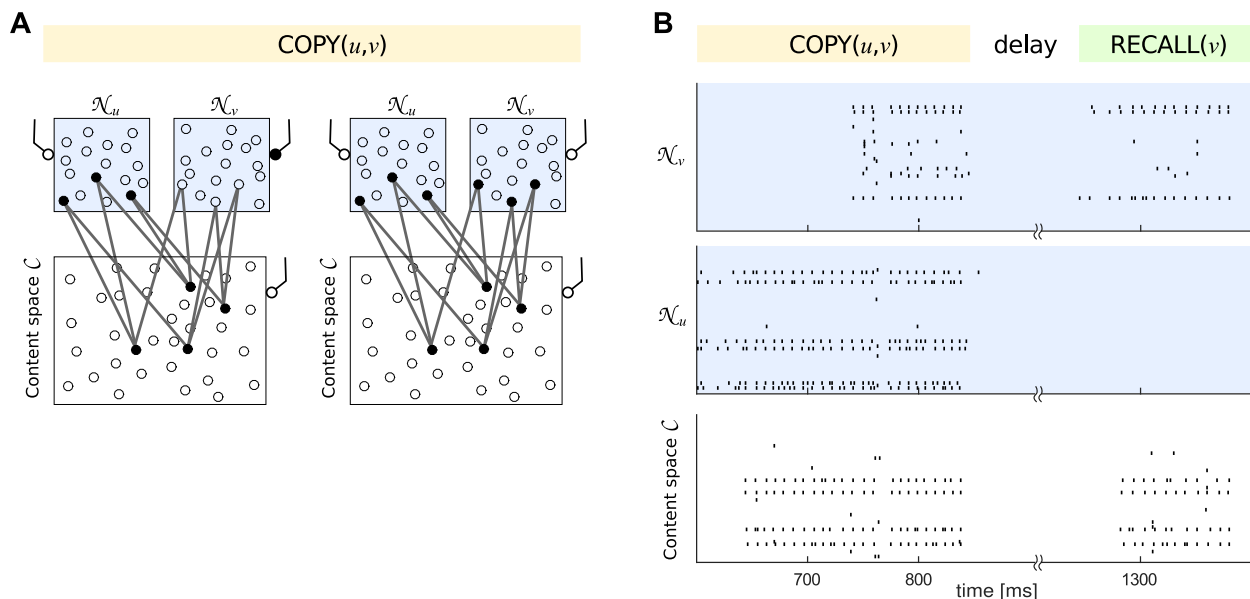 A
COPY(u,v)
𝒩u 𝒩v 𝒩u 𝒩v
Content space 𝒞
Content space 𝒞
B
COPY(u,v) delay RECALL(v)
𝒩v
𝒩u
Content space 𝒞
700 800 1300
time [ms]